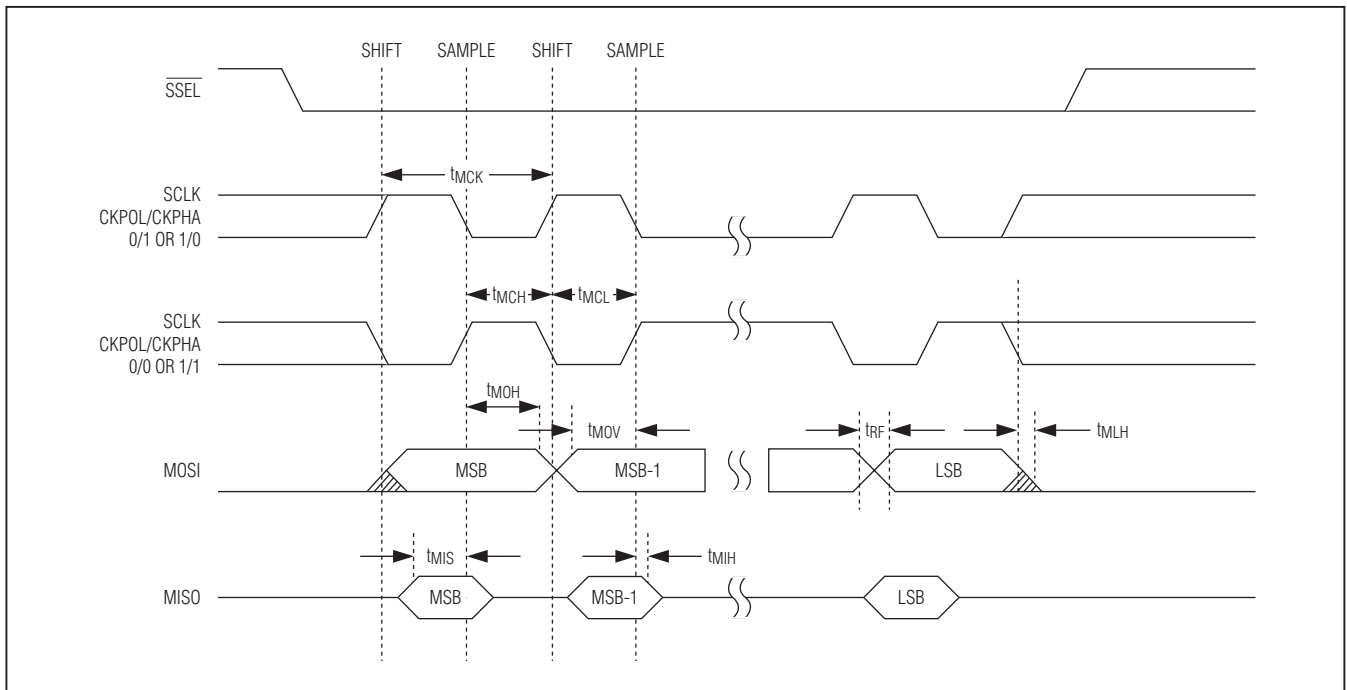 SHIFT SAMPLE SHIFT SAMPLE
SSEL
tMCK
SCLK
CKPOL/CKPHA
0/1 OR 1/0
tMCH tMCL
SCLK
CKPOL/CKPHA
0/0 OR 1/1
tMOH
tMOV tRF tMLH
MOSI MSB MSB-1 LSB
tMIS tMIH
MISO MSB MSB-1 LSB